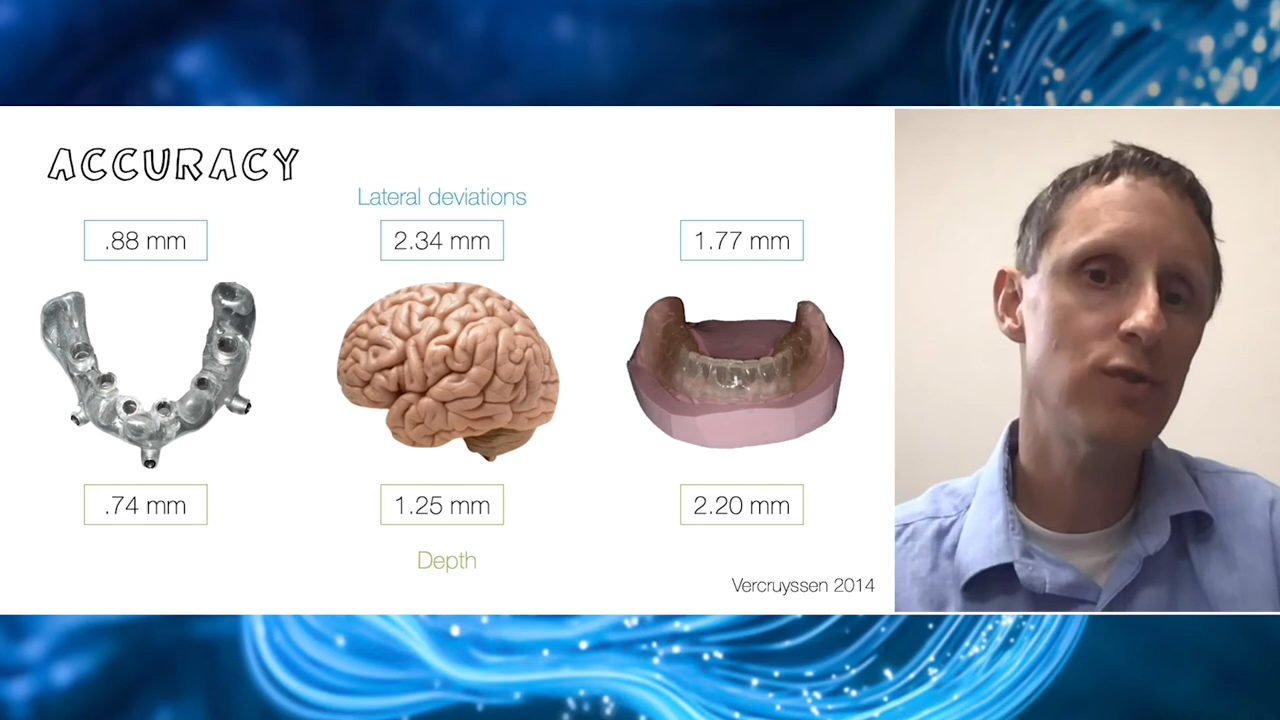 ACCURACY
Lateral deviations
.88 mm
2.34 mm
1.77 mm
.74 mm
1.25 mm
2.20 mm
Depth
Vercruyssen 2014